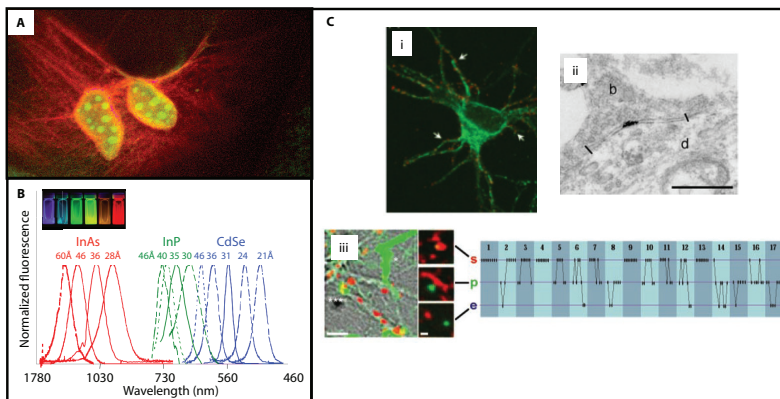 A
B
Normalized fluorescence
InAs
InP
CdSe
60Å 46 36 28Å
46Å 40 35 30
46 36 31 24 21Å
1780 1030 730 560 460
Wavelength (nm)
C
i
ii
b
d
iii
s
p
e
1 2 3 4 5 6 7 8 9 10 11 12 13 14 15 16 17